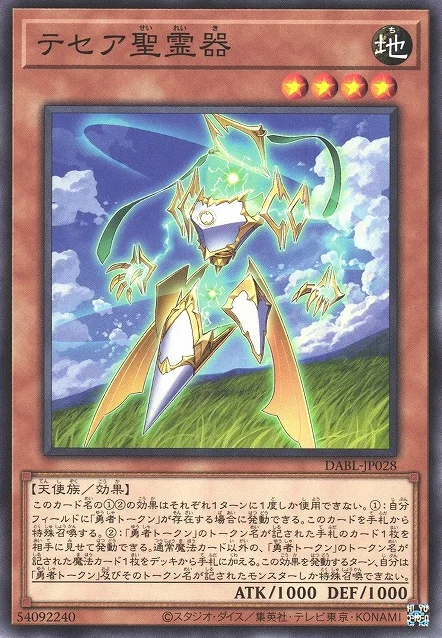 テセア聖霊器
せい れい き
地
ち
DABL-JP028
【天使族／効果】
このカード名の①②の効果はそれぞれ1ターンに1度しか使用できない。①：自分
フィールドに「勇者トークン」が存在する場合に発動できる。このカードを手札から
特殊召喚する。②：「勇者トークン」のトークン名が記された手札のカード1枚を
相手に見せて発動できる。通常魔法カード以外の、「勇者トークン」のトークン名が
記された魔法カード1枚をデッキから手札に加える。この効果を発動するターン、自分は
「勇者トークン」及びそのトークン名が記されたモンスターしか特殊召喚できない。
ATK/1000 DEF/1000
54092240
©スタジオ・ダイス／集英社・テレビ東京・KONAMI